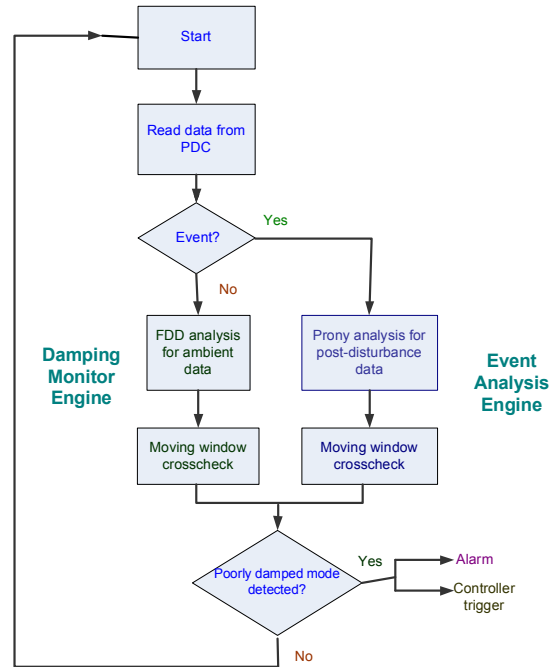 Start
Read data from
PDC
Event?
Yes
No
FDD analysis
for ambient
data
Prony analysis for
post-disturbance
data
Damping
Monitor
Engine
Event
Analysis
Engine
Moving window
crosscheck
Moving window
crosscheck
Poorly damped mode
detected?
Yes
Alarm
Controller
trigger
No